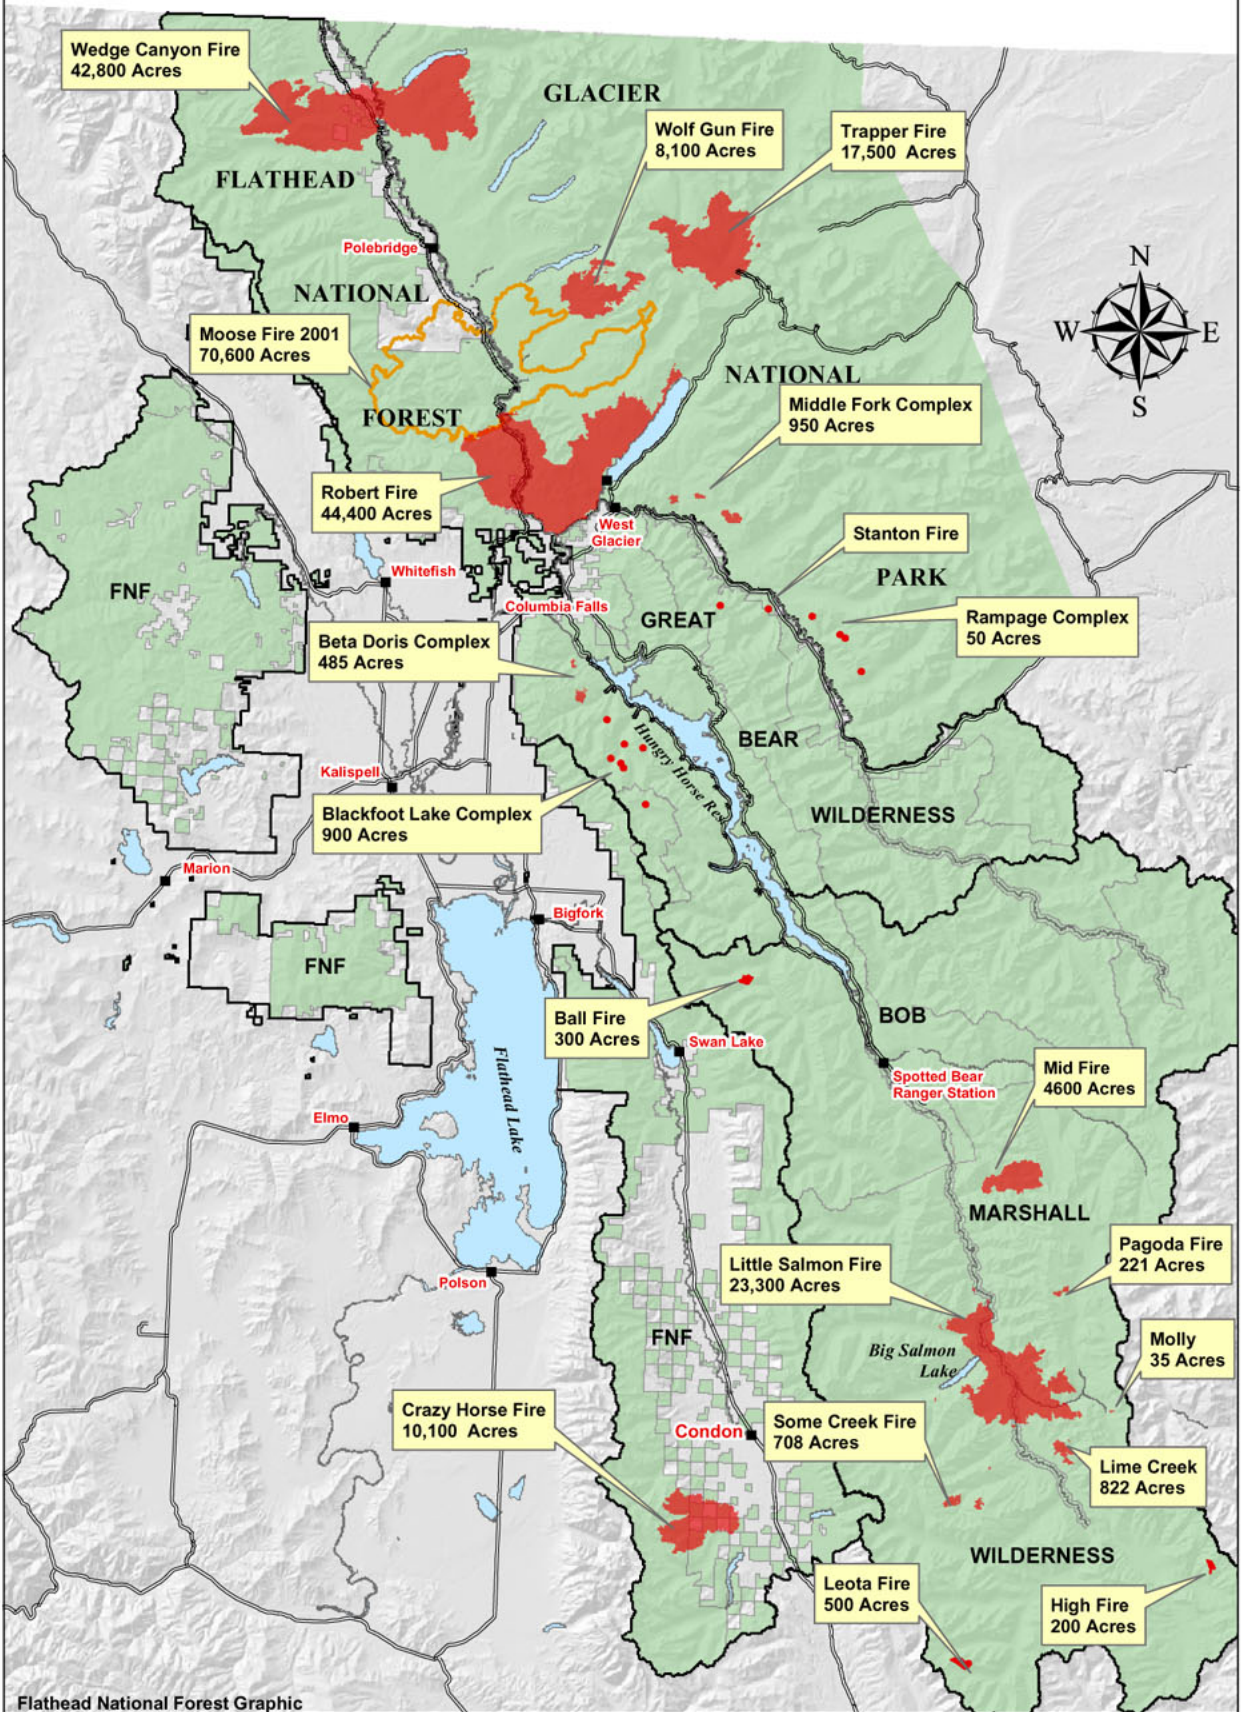 Wedge Canyon Fire
42,800 Acres
GLACIER
Wolf Gun Fire
8,100 Acres
Trapper Fire
17,500 Acres
FLATHEAD
Polebridge
NATIONAL
N
W
E
S
Moose Fire 2001
70,600 Acres
NATIONAL
FOREST
Middle Fork Complex
950 Acres
Robert Fire
44,400 Acres
West
Glacier
Stanton Fire
Whitefish
FNF
PARK
Columbia Falls
GREAT
Rampage Complex
50 Acres
Beta Doris Complex
485 Acres
Hungry Horse Res
BEAR
Kalispell
Blackfoot Lake Complex
900 Acres
WILDERNESS
Marion
Bigfork
FNF
Ball Fire
300 Acres
BOB
Swan Lake
Flathead Lake
Spotted Bear
Ranger Station
Mid Fire
4600 Acres
Elmo
MARSHALL
Little Salmon Fire
23,300 Acres
Pagoda Fire
221 Acres
Polson
FNF
Big Salmon
Lake
Molly
35 Acres
Crazy Horse Fire
10,100 Acres
Condon
Some Creek Fire
708 Acres
Lime Creek
822 Acres
WILDERNESS
Leota Fire
500 Acres
High Fire
200 Acres
Flathead National Forest Graphic